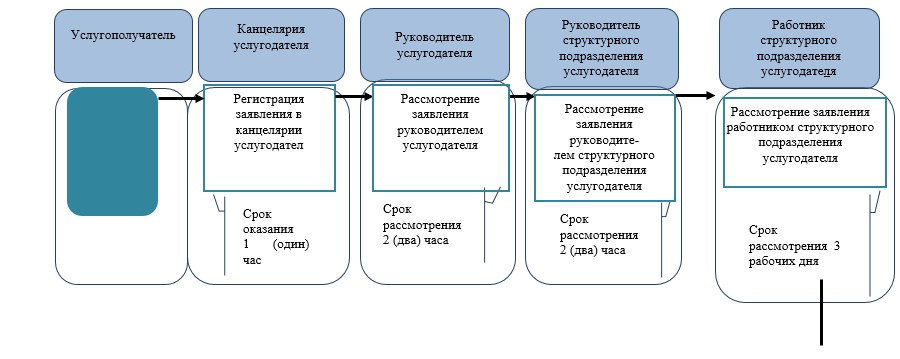 Услугополучатель
Канцелярия
услугодателя
Руководитель
услугодателя
Руководитель
структурного
подразделения
услугодателя
Работник
структурного
подразделения
услугодателя
Регистрация
заявления в
канцелярии
услугодател
Рассмотрение
заявления
руководителем
услугодателя
Рассмотрение
заявления
руководите-
лем структурного
подразделения
услугодателя
Рассмотрение заявления
работником структурного
подразделения
услугодателя
Срок
оказания
1 (один)
час
Срок
рассмотрения
2 (два) часа
Срок
рассмотрения
2 (два) часа
Срок
рассмотрения 3
рабочих дня